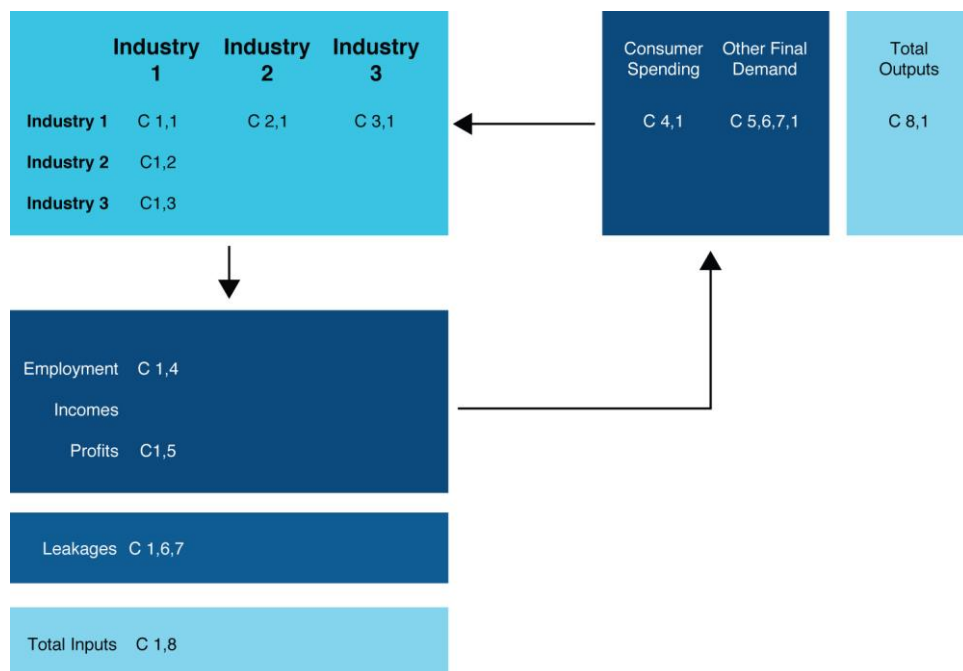 Industry 1 Industry 2 Industry 3
Consumer Spending Other Final Demand
Total Outputs
Industry 1 C 1,1 C 2,1 C 3,1 C 4,1 C 5,6,7,1 C 8,1
Industry 2 C1,2
Industry 3 C1,3
Employment C 1,4
Incomes
Profits C1,5
Leakages C 1,6,7
Total Inputs C 1,8